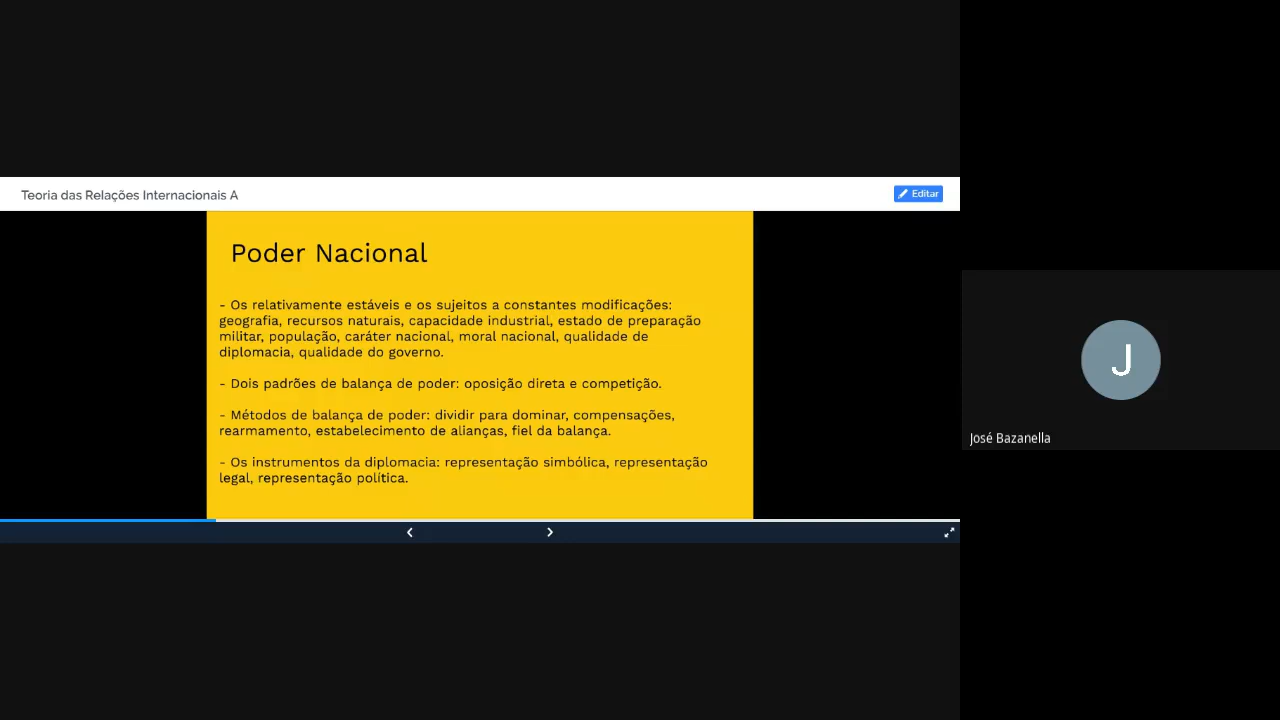 Teoria das Relações Internacionais A
Editar
Poder Nacional
- Os relativamente estáveis e os sujeitos a constantes modificações:
geografia, recursos naturais, capacidade industrial, estado de preparação
militar, população, caráter nacional, moral nacional, qualidade de
diplomacia, qualidade do governo.
- Dois padrões de balança de poder: oposição direta e competição.
- Métodos de balança de poder: dividir para dominar, compensações,
rearmamento, estabelecimento de alianças, fiel da balança.
- Os instrumentos da diplomacia: representação simbólica, representação
legal, representação política.
J
José Bazanella